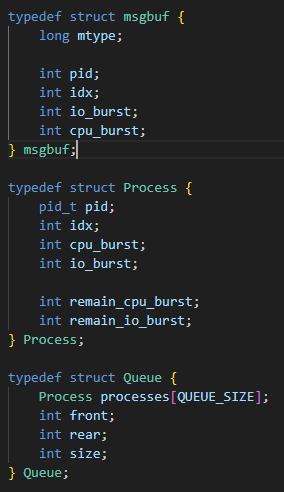 typedef struct msgbuf {
    long mtype;

    int pid;
    int idx;
    int io_burst;
    int cpu_burst;
} msgbuf;

typedef struct Process {
    pid_t pid;
    int idx;
    int cpu_burst;
    int io_burst;

    int remain_cpu_burst;
    int remain_io_burst;
} Process;

typedef struct Queue {
    Process processes[QUEUE_SIZE];
    int front;
    int rear;
    int size;
} Queue;